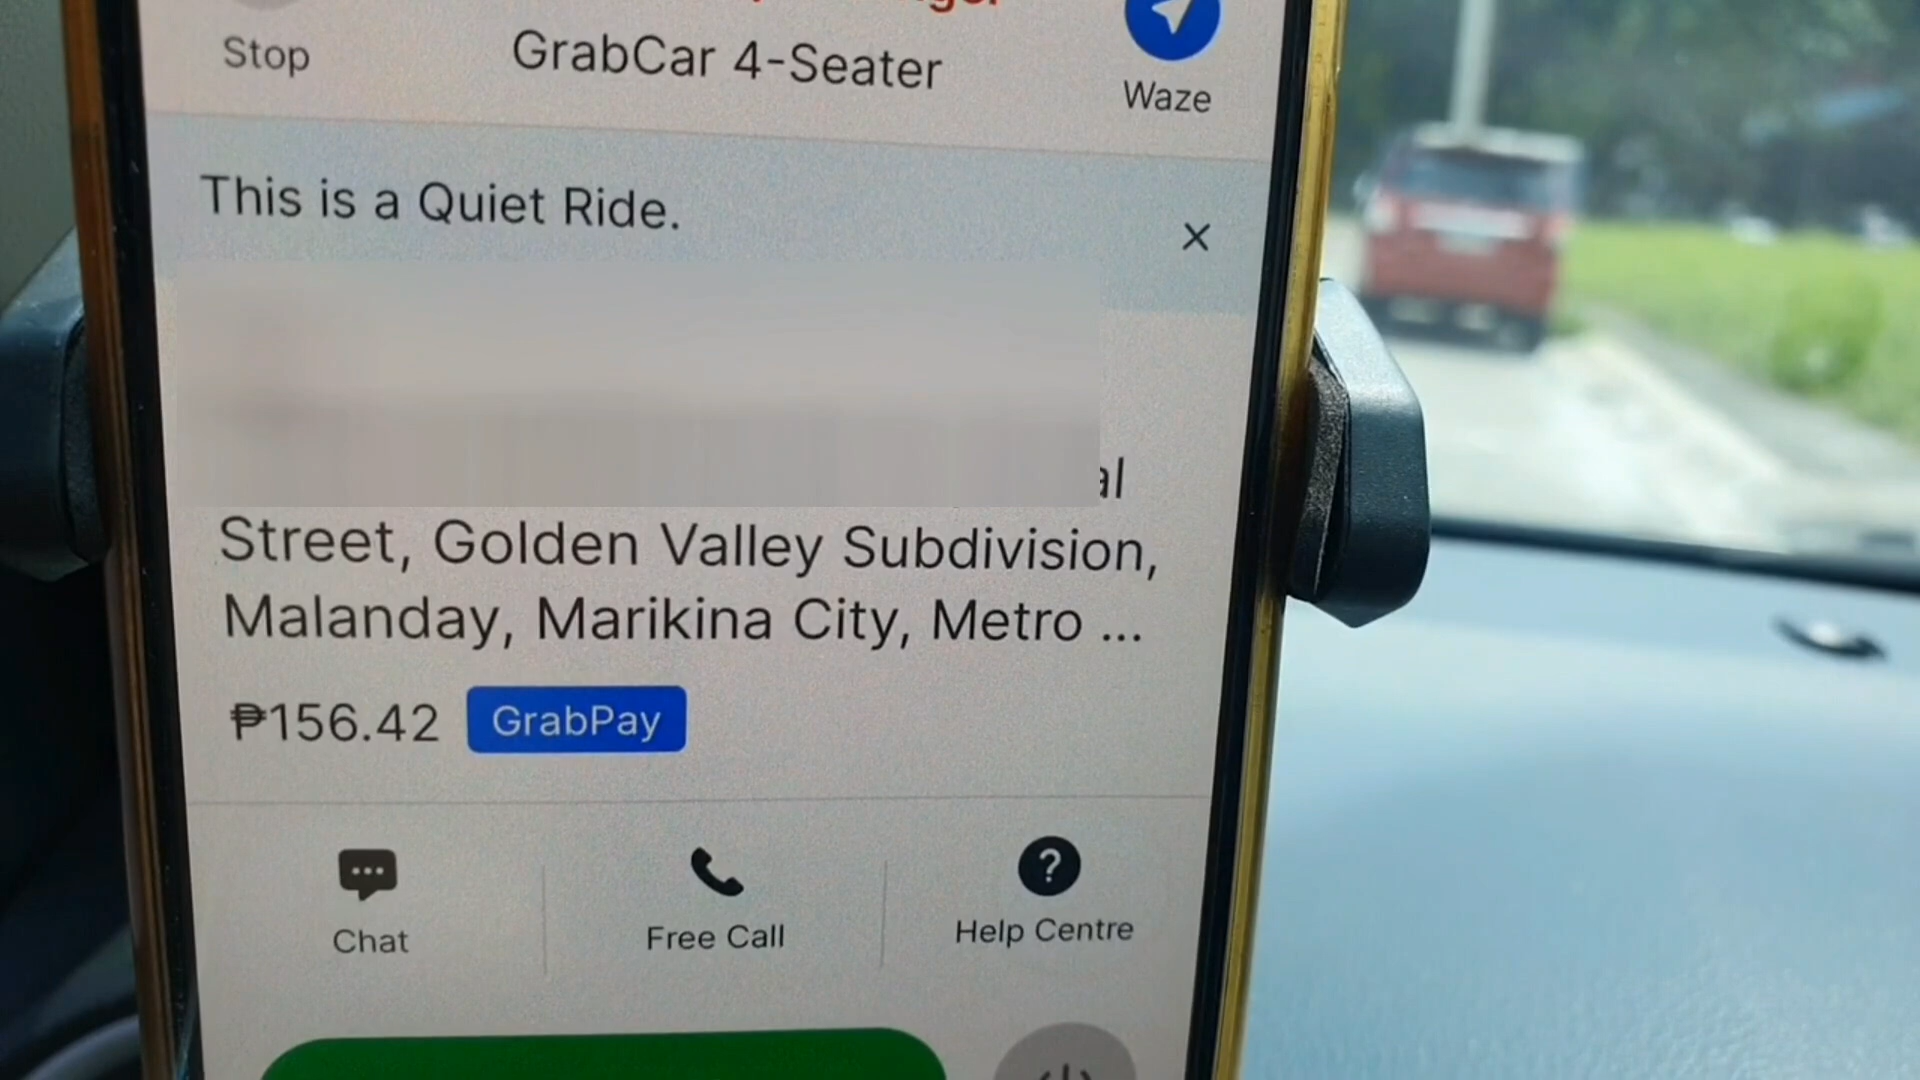 Stop
GrabCar 4-Seater
Waze
This is a Quiet Ride.
Street, Golden Valley Subdivision,
Malanday, Marikina City, Metro ...
₱156.42 GrabPay
Chat
Free Call
Help Centre